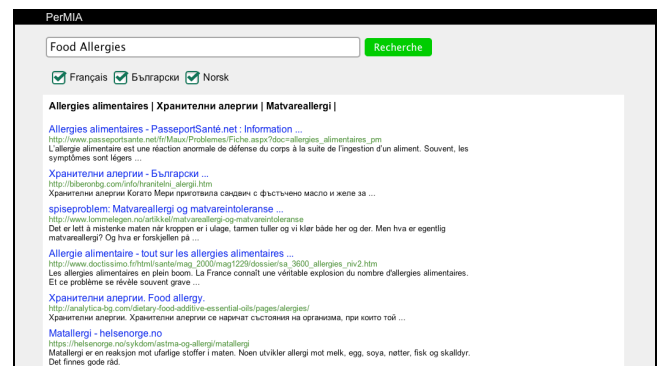 PerMIA
Food Allergies
Recherche
Français Български Norsk
Allergies alimentaires | Хранителни алергии | Matvareallergi |
Allergies alimentaires - PasseportSanté.net : Information ...
http://www.passeportsante.net/fr/Maux/Problemes/Fiche.aspx?doc=allergies_alimentaires_pm
L'allergie alimentaire est une réaction anormale de défense du corps à la suite de l'ingestion d'un aliment. Souvent, les
symptômes sont légers ...
Хранителни алергии - Български ...
http://biberonbg.com/info/hranitelni_alergii.htm
Хранителни алергии Когато Мери приготвила сандвич с фъстъчено масло и желе за ...
spiseproblem: Matvareallergi og matvareintoleranse ...
http://www.lommelegen.no/artikkel/matvareallergi-og-matvareintoleranse
Det er lett å mistenke maten når kroppen er i ulage, tarmen tuller og vi klør både her og der. Men hva er egentlig
matvareallergi? Og hva er forskjellen på ...
Allergie alimentaire - tout sur les allergies alimentaires ...
http://www.doctissimo.fr/html/sante/mag_2000/mag1229/dossier/sa_3600_allergies_niv2.htm
Les allergies alimentaires en plein boom. La France connaît une véritable explosion du nombre d'allergies alimentaires.
Et ce problème se révèle souvent grave ...
Хранителни алергии. Food allergy.
http://analytica-bg.com/dietary-food-additive-essential-oils/pages/alergies/
Хранителни алергии. Хранителни алергии се наричат състояния на организма, при които той ...
Matallergi - helsenorge.no
https://helsenorge.no/sykdom/astma-og-allergi/matallergi
Matallergi er en reaksjon mot ufarlige stoffer i maten. Noen utvikler allergi mot melk, egg, soya, nøtter, fisk og skalldyr.
Det finnes gode råd.